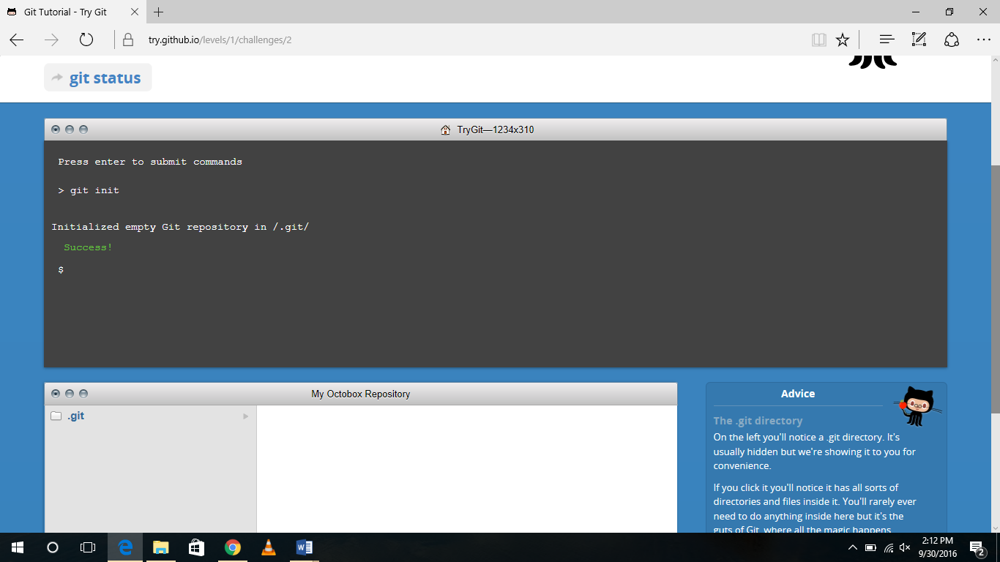 Git Tutorial - Try Git
try.github.io/levels/1/challenges/2
git status
TryGit—1234x310
Press enter to submit commands
> git init
Initialized empty Git repository in /.git/
Success!
$
My Octobox Repository
.git
Advice
The .git directory
On the left you'll notice a .git directory. It's
usually hidden but we're showing it to you for
convenience.
If you click it you'll notice it has all sorts of
directories and files inside it. You'll rarely ever
need to do anything inside here but it's the
guts of Git, where all the magic happens.
2:12 PM
9/30/2016
2